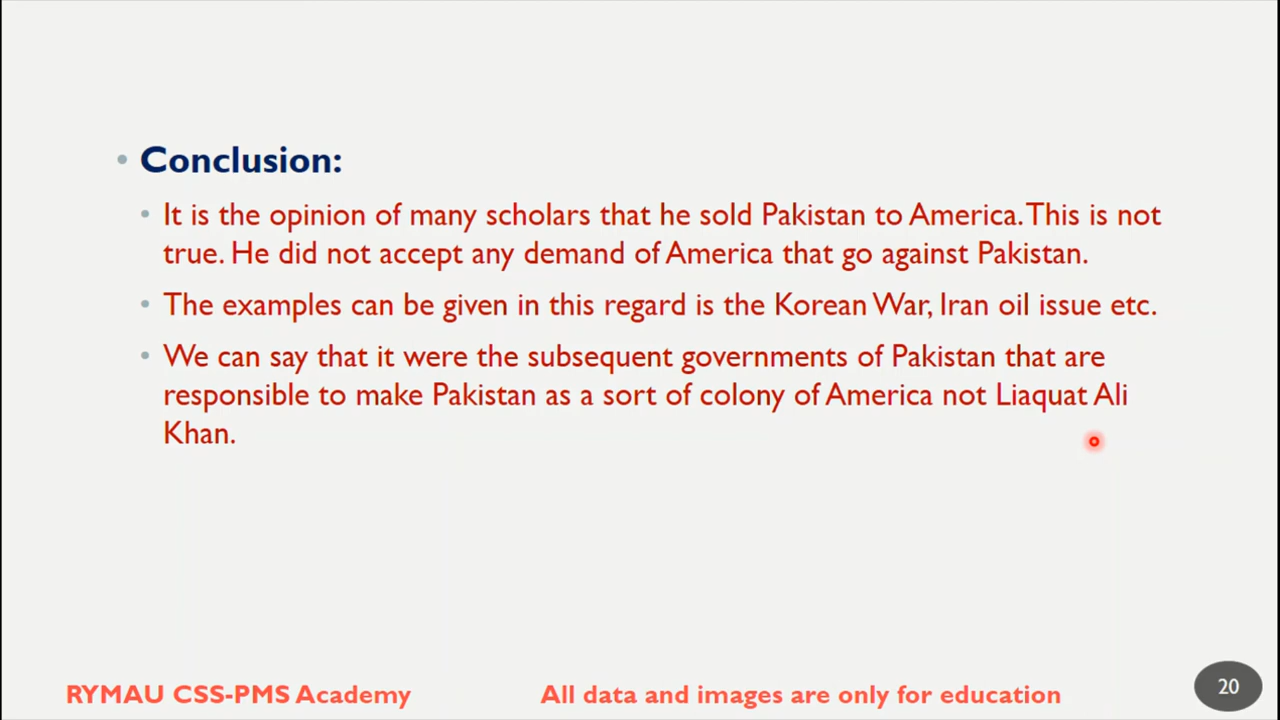 Conclusion:
It is the opinion of many scholars that he sold Pakistan to America. This is not
true. He did not accept any demand of America that go against Pakistan.
The examples can be given in this regard is the Korean War, Iran oil issue etc.
We can say that it were the subsequent governments of Pakistan that are
responsible to make Pakistan as a sort of colony of America not Liaquat Ali
Khan.
RYMAU CSS-PMS Academy
All data and images are only for education
20